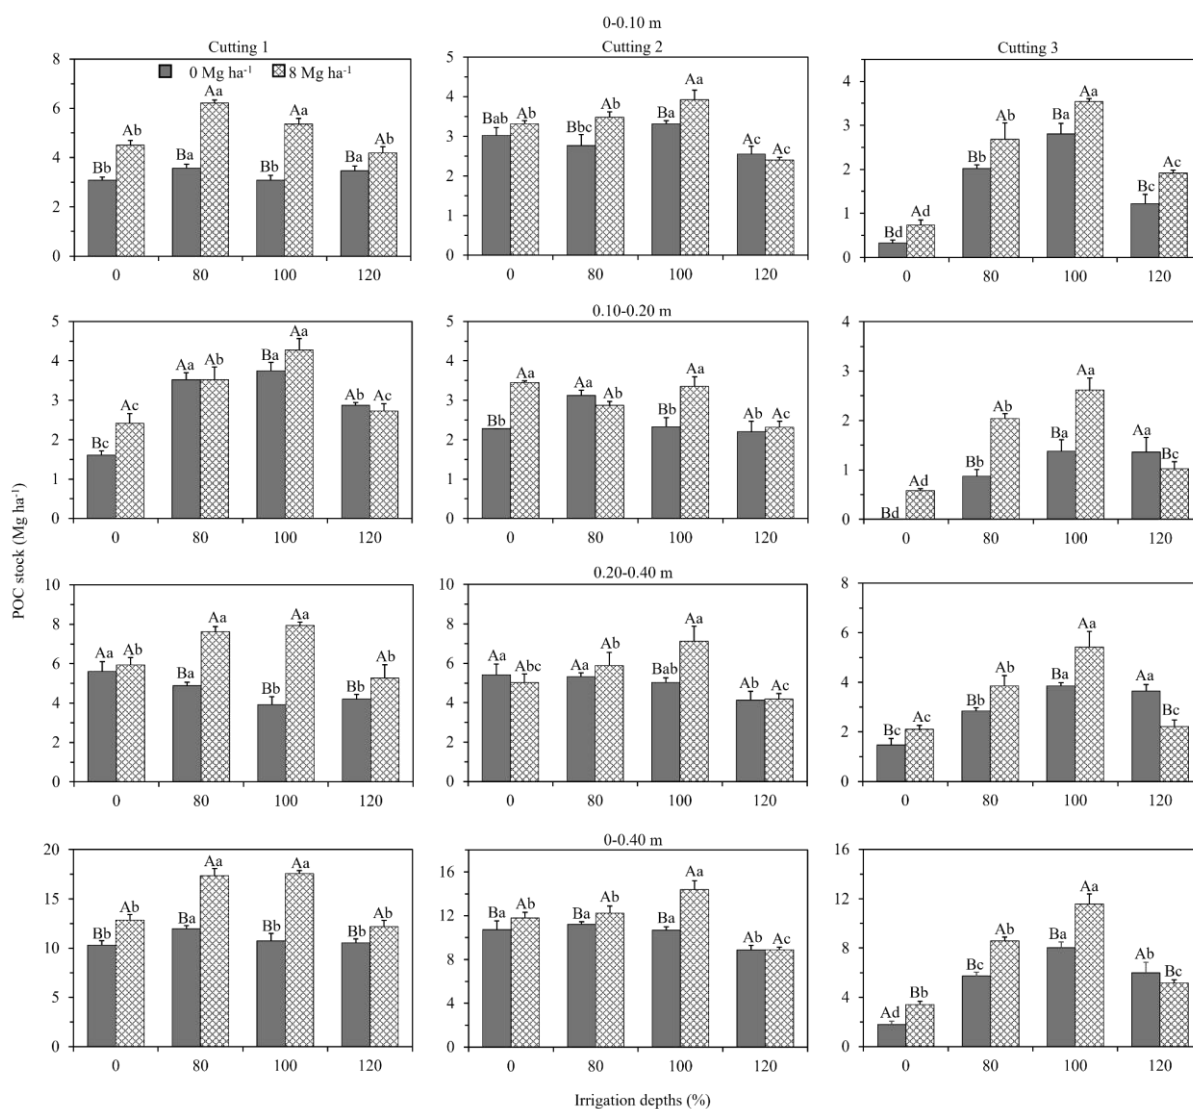 0-0.10 m
Cutting 1 Cutting 2 Cutting 3
0 Mg ha⁻¹ 8 Mg ha⁻¹
8
6
4
2
0
Bb Ab Ba Aa Bb Aa Ba Ab
0 80 100 120
5
4
3
2
1
0
Bab Ab Bbc Ab Ba Aa Ac Ac
0 80 100 120
4
3
2
1
0
Bd Ad Bb Ab Ba Aa Bc Ac
0 80 100 120
0.10-0.20 m
5
4
3
2
1
0
Bc Ac Aa Ab Ba Aa Ab Ac
0 80 100 120
5
4
3
2
1
0
Bb Aa Aa Ab Bb Aa Ab Ac
0 80 100 120
4
3
2
1
0
Bd Ad Bb Ab Ba Aa Aa Bc
0 80 100 120
POC stock (Mg ha⁻¹)
0.20-0.40 m
10
8
6
4
2
0
Aa Ab Ba Aa Bb Aa Bb Ab
0 80 100 120
10
8
6
4
2
0
Aa Abc Aa Ab Bab Aa Ab Ac
0 80 100 120
8
6
4
2
0
Bc Ac Bb Ab Ba Aa Aa Bc
0 80 100 120
0-0.40 m
20
15
10
5
0
Bb Ab Ba Aa Bb Aa Bb Ab
0 80 100 120
16
12
8
4
0
Ba Ab Ba Ab Ba Aa Ab Ac
0 80 100 120
16
12
8
4
0
Ad Bb Bc Ab Ba Aa Ab Bc
0 80 100 120
Irrigation depths (%)